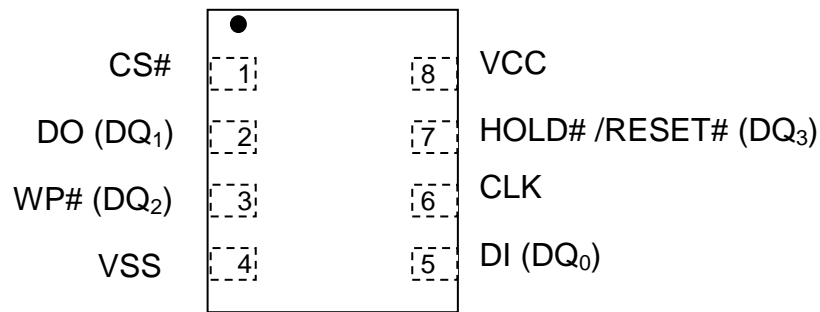 CS# 1 8 VCC
DO (DQ₁) 2 7 HOLD# /RESET# (DQ₃)
WP# (DQ₂) 3 6 CLK
VSS 4 5 DI (DQ₀)